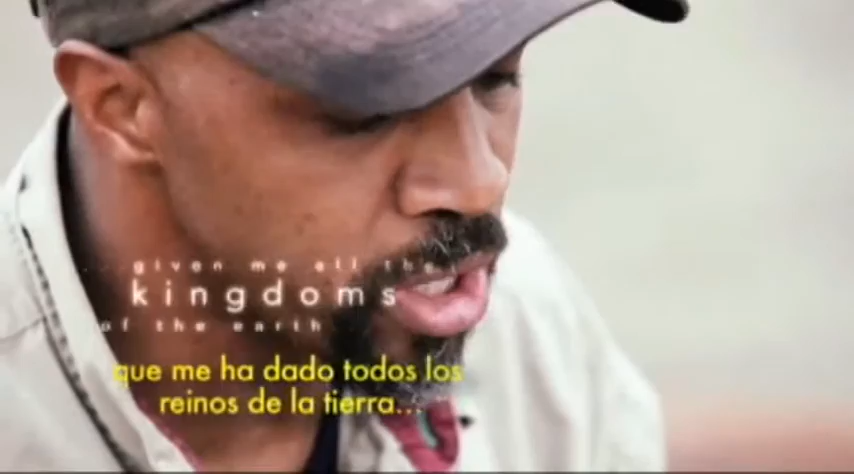 ... given me all the
kingdoms
of the earth ...
que me ha dado todos los
reinos de la tierra...